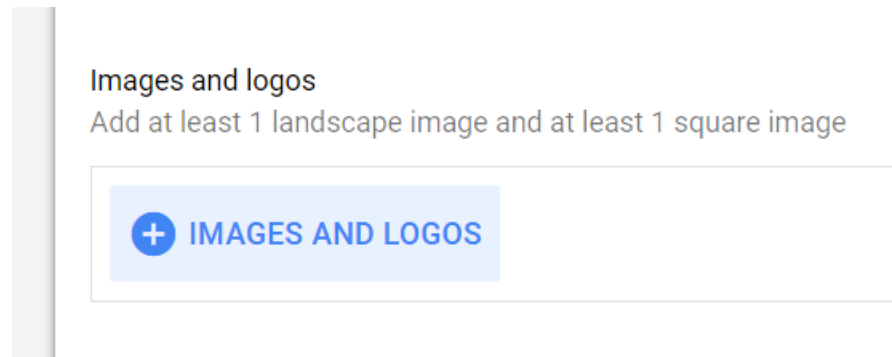 Images and logos
Add at least 1 landscape image and at least 1 square image
IMAGES AND LOGOS